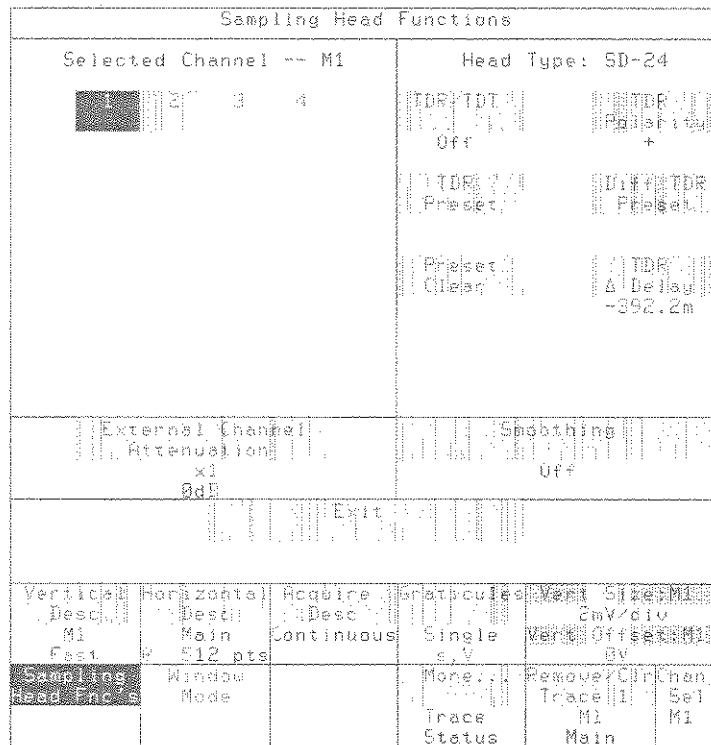 Sampling Head Functions
Selected Channel -- M1
Head Type: SD-24
1 2 3 4
TDR/TDT
Off
TDR
Polarity
+
TDR
Preset
Diff TDR
Preset
Preset
Clear
TDR
Δ Delay
-392.2m
External Channel
Attenuation
x1
0dB
Smoothing
Off
Exit
Vertical
Desc
M1
Fast
Horizontal
Desc
Main
512 pts
Acquire
Desc
Continuous
Graticules
Single
s,V
Vert Size:M1
2mV/div
Vert Offset:M1
0V
Sampling
Head Fnc's
Window
Mode
More...
Trace
Status
Remove/Clr
Trace 1
M1
Main
Chan
Sel
M1